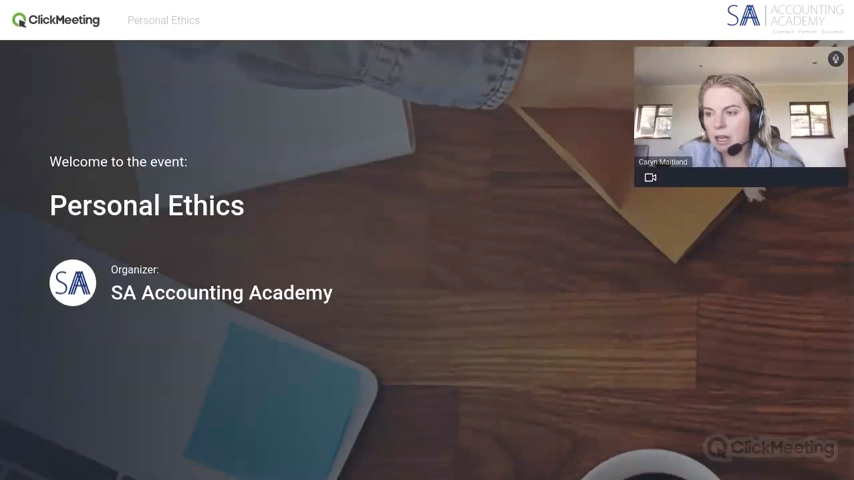 ClickMeeting
Personal Ethics
SA ACCOUNTING
ACADEMY
Welcome to the event:
Personal Ethics
SA
Organizer:
SA Accounting Academy
Caryn Maitland
ClickMeeting